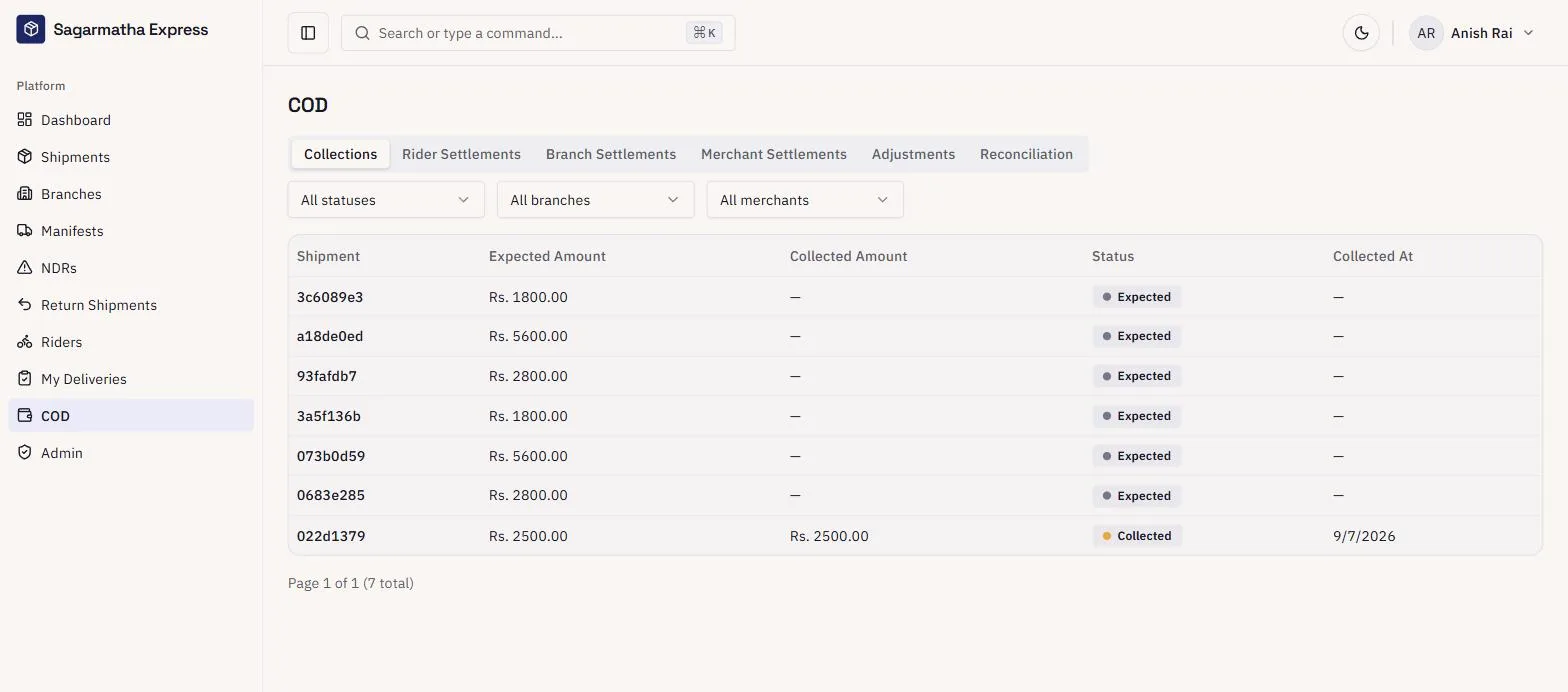 Sagarmatha Express
Search or type a command...
⌘K
AR
Anish Rai
Platform
Dashboard
Shipments
Branches
Manifests
NDRs
Return Shipments
Riders
My Deliveries
COD
Admin
COD
Collections Rider Settlements Branch Settlements Merchant Settlements Adjustments Reconciliation
All statuses All branches All merchants
Shipment Expected Amount Collected Amount Status Collected At
3c6089e3 Rs. 1800.00 — Expected —
a18de0ed Rs. 5600.00 — Expected —
93fafdb7 Rs. 2800.00 — Expected —
3a5f136b Rs. 1800.00 — Expected —
073b0d59 Rs. 5600.00 — Expected —
0683e285 Rs. 2800.00 — Expected —
022d1379 Rs. 2500.00 Rs. 2500.00 Collected 9/7/2026
Page 1 of 1 (7 total)